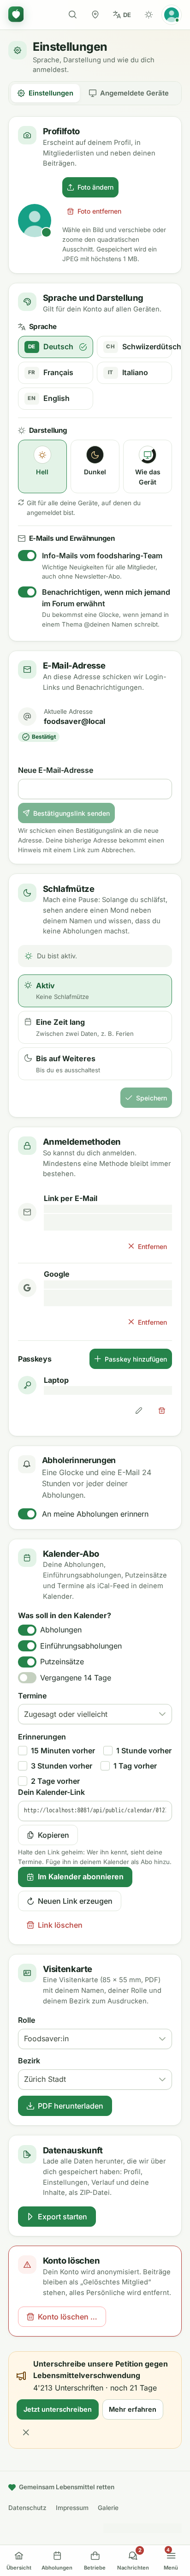 DE
Einstellungen
Sprache, Darstellung und wie du dich
anmeldest.
Einstellungen
Angemeldete Geräte
Profilfoto
Erscheint auf deinem Profil, in
Mitgliederlisten und neben deinen
Beiträgen.
Foto ändern
Foto entfernen
Wähle ein Bild und verschiebe oder
zoome den quadratischen
Ausschnitt. Gespeichert wird ein
JPEG mit höchstens 1 MB.
Sprache und Darstellung
Gilt für dein Konto auf allen Geräten.
Sprache
DE Deutsch
CH Schwiizerdütsch
FR Français
IT Italiano
EN English
Darstellung
Hell
Dunkel
Wie das
Gerät
Gilt für alle deine Geräte, auf denen du
angemeldet bist.
E-Mails und Erwähnungen
Info-Mails vom foodsharing-Team
Wichtige Neuigkeiten für alle Mitglieder,
auch ohne Newsletter-Abo.
Benachrichtigen, wenn mich jemand
im Forum erwähnt
Du bekommst eine Glocke, wenn jemand in
einem Thema @deinen Namen schreibt.
E-Mail-Adresse
An diese Adresse schicken wir Login-
Links und Benachrichtigungen.
Aktuelle Adresse
foodsaver@local
Bestätigt
Neue E-Mail-Adresse
Bestätigungslink senden
Wir schicken einen Bestätigungslink an die neue
Adresse. Deine bisherige Adresse bekommt einen
Hinweis mit einem Link zum Abbrechen.
Schlafmütze
Mach eine Pause: Solange du schläfst,
sehen andere eine Notiz neben
deinem Namen und wissen, dass du
keine Abholungen machst.
Du bist aktiv.
Aktiv
Keine Schlafmütze
Eine Zeit lang
Zwischen zwei Daten, z. B. Ferien
Bis auf Weiteres
Bis du es ausschaltest
Speichern
Anmeldemethoden
So kannst du dich anmelden.
Mindestens eine Methode bleibt immer
bestehen.
Link per E-Mail
Entfernen
Google
Entfernen
Passkeys
Passkey hinzufügen
Laptop
Abholerinnerungen
Eine Glocke und eine E-Mail 24
Stunden vor jeder deiner
Abholungen.
An meine Abholungen erinnern
Kalender-Abo
Deine Abholungen,
Einführungsabholungen, Putzeinsätze
und Termine als iCal-Feed in deinem
Kalender.
Was soll in den Kalender?
Abholungen
Einführungsabholungen
Putzeinsätze
Vergangene 14 Tage
Termine
Zugesagt oder vielleicht
Erinnerungen
15 Minuten vorher
1 Stunde vorher
3 Stunden vorher
1 Tag vorher
2 Tage vorher
Dein Kalender-Link
http://localhost:8081/api/public/calendar/812
Kopieren
Halte den Link geheim: Wer ihn kennt, sieht deine
Termine. Füge ihn in deinem Kalender als Abo hinzu.
Im Kalender abonnieren
Neuen Link erzeugen
Link löschen
Visitenkarte
Eine Visitenkarte (85 × 55 mm, PDF)
mit deinem Namen, deiner Rolle und
deinem Bezirk zum Ausdrucken.
Rolle
Foodsaver:in
Bezirk
Zürich Stadt
PDF herunterladen
Datenauskunft
Lade alle Daten herunter, die wir über
dich gespeichert haben: Profil,
Einstellungen, Verlauf und deine
Inhalte, als ZIP-Datei.
Export starten
Konto löschen
Dein Konto wird anonymisiert. Beiträge
bleiben als „Gelöschtes Mitglied“
stehen, alles Persönliche wird entfernt.
Konto löschen …
Unterschreibe unsere Petition gegen
Lebensmittelverschwendung
4'213 Unterschriften · noch 21 Tage
Jetzt unterschreiben
Mehr erfahren
Gemeinsam Lebensmittel retten
Datenschutz Impressum Galerie
Übersicht
Abholungen
Betriebe
2
Nachrichten
Menü